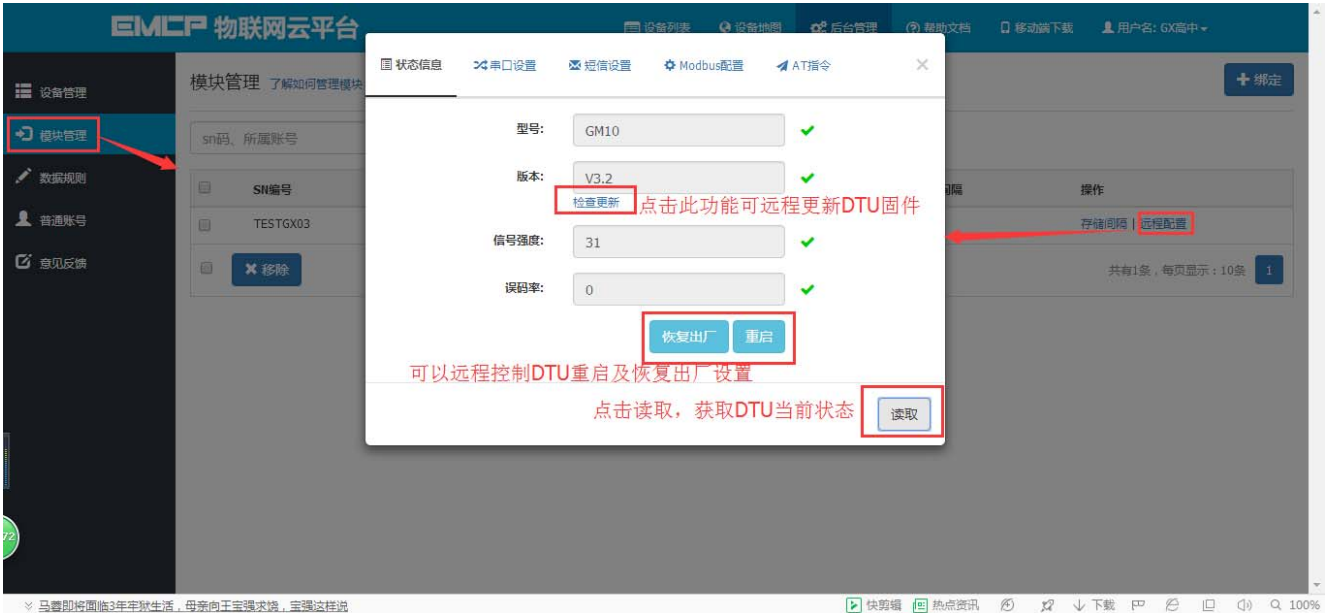 EMCP 物联网云平台
设备列表 设备地图 后台管理 帮助文档 移动端下载 用户名: GX高中
设备管理
模块管理
数据规则
普通账号
意见反馈
模块管理 了解如何管理模块
绑定
sn码、所属账号
SN编号
间隔
操作
TESTGX03
存储间隔 | 远程配置
移除
共有1条，每页显示：10条 1
状态信息 串口设置 短信设置 Modbus配置 AT指令 ×
型号: GM10
版本: V3.2
检查更新 点击此功能可远程更新DTU固件
信号强度: 31
误码率: 0
恢复出厂 重启
可以远程控制DTU重启及恢复出厂设置
点击读取，获取DTU当前状态 读取
72
马蓉即将面临3年牢狱生活，母亲向王宝强求饶，宝强这样说
快剪辑 热点资讯 下载 100%